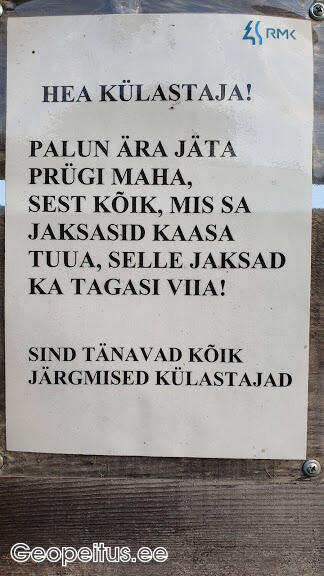 RMK
HEA KÜLASTAJA!
PALUN ÄRA JÄTA
PRÜGI MAHA,
SEST KÕIK, MIS SA
JAKSASID KAASA
TUUA, SELLE JAKSAD
KA TAGASI VIIA!
SIND TÄNAVAD KÕIK
JÄRGMISED KÜLASTAJAD
Geopeitus.ee